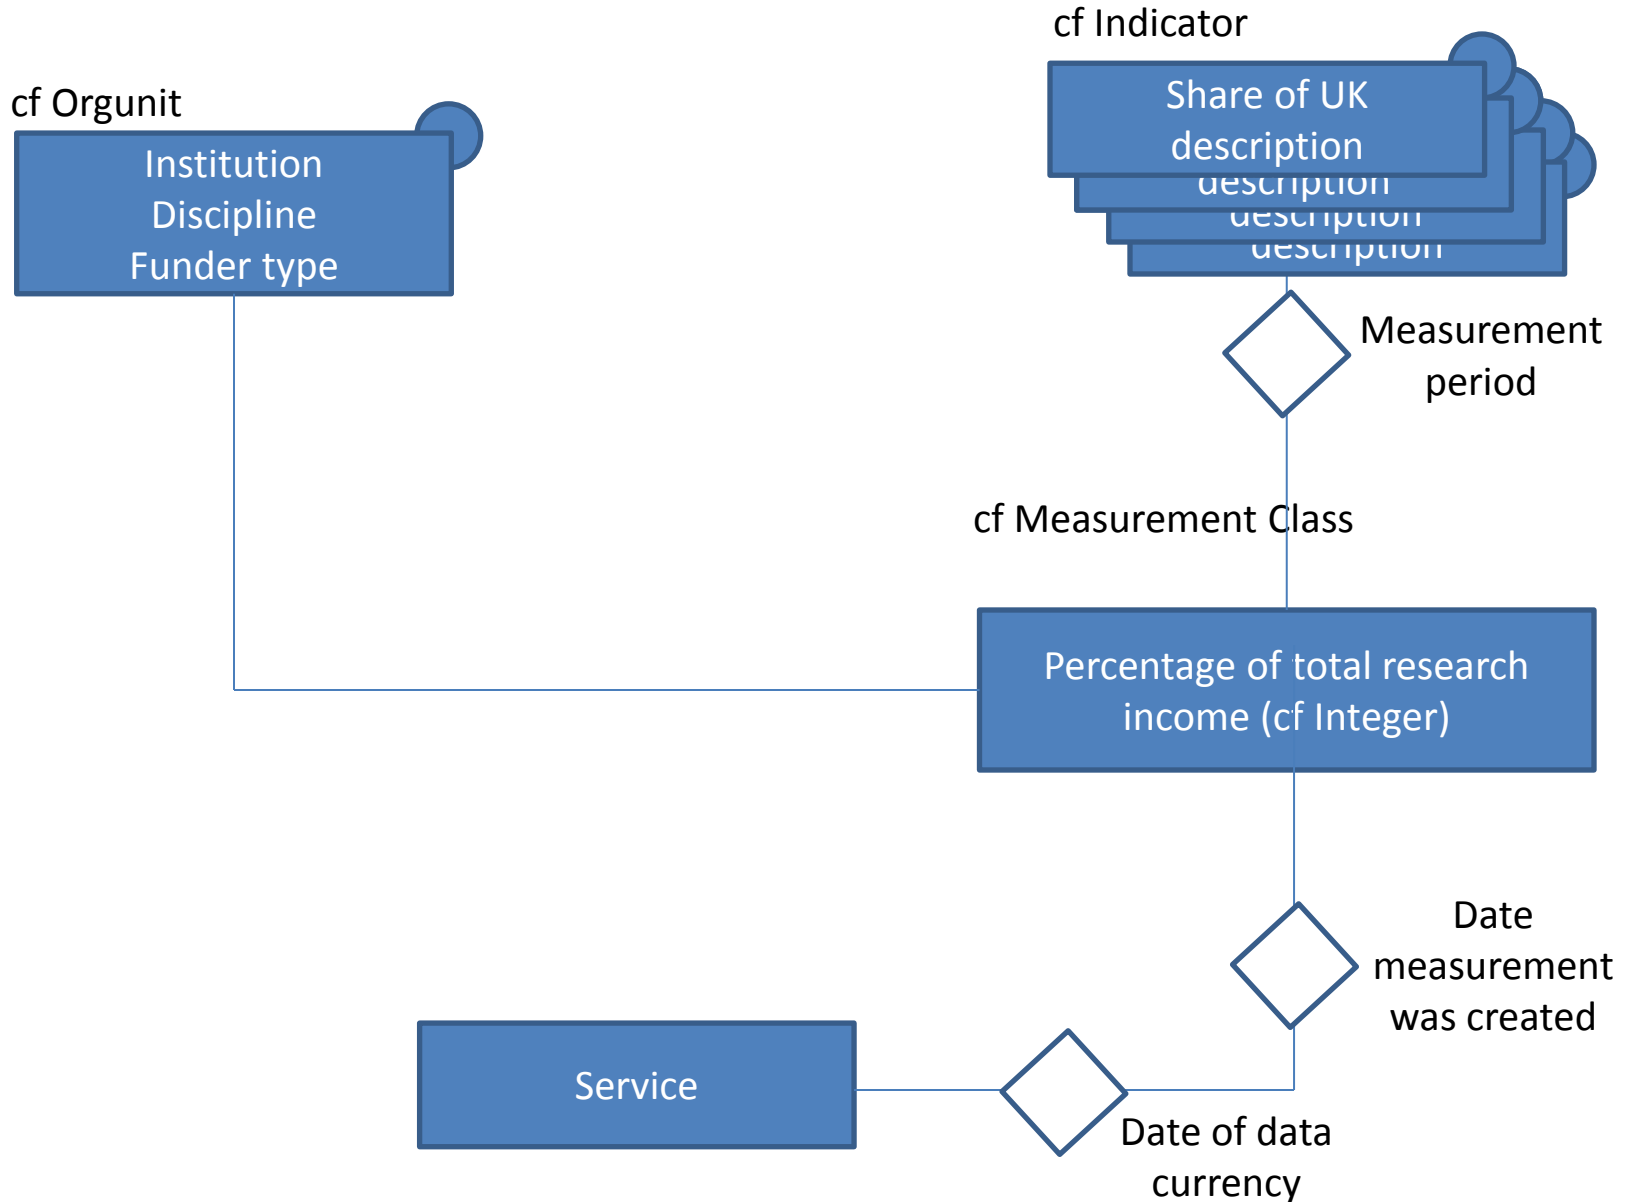 cf Indicator
Share of UK
description
description
description
description
cf Orgunit
Institution
Discipline
Funder type
Measurement
period
cf Measurement Class
Percentage of total research
income (cf Integer)
Date
measurement
was created
Service
Date of data
currency